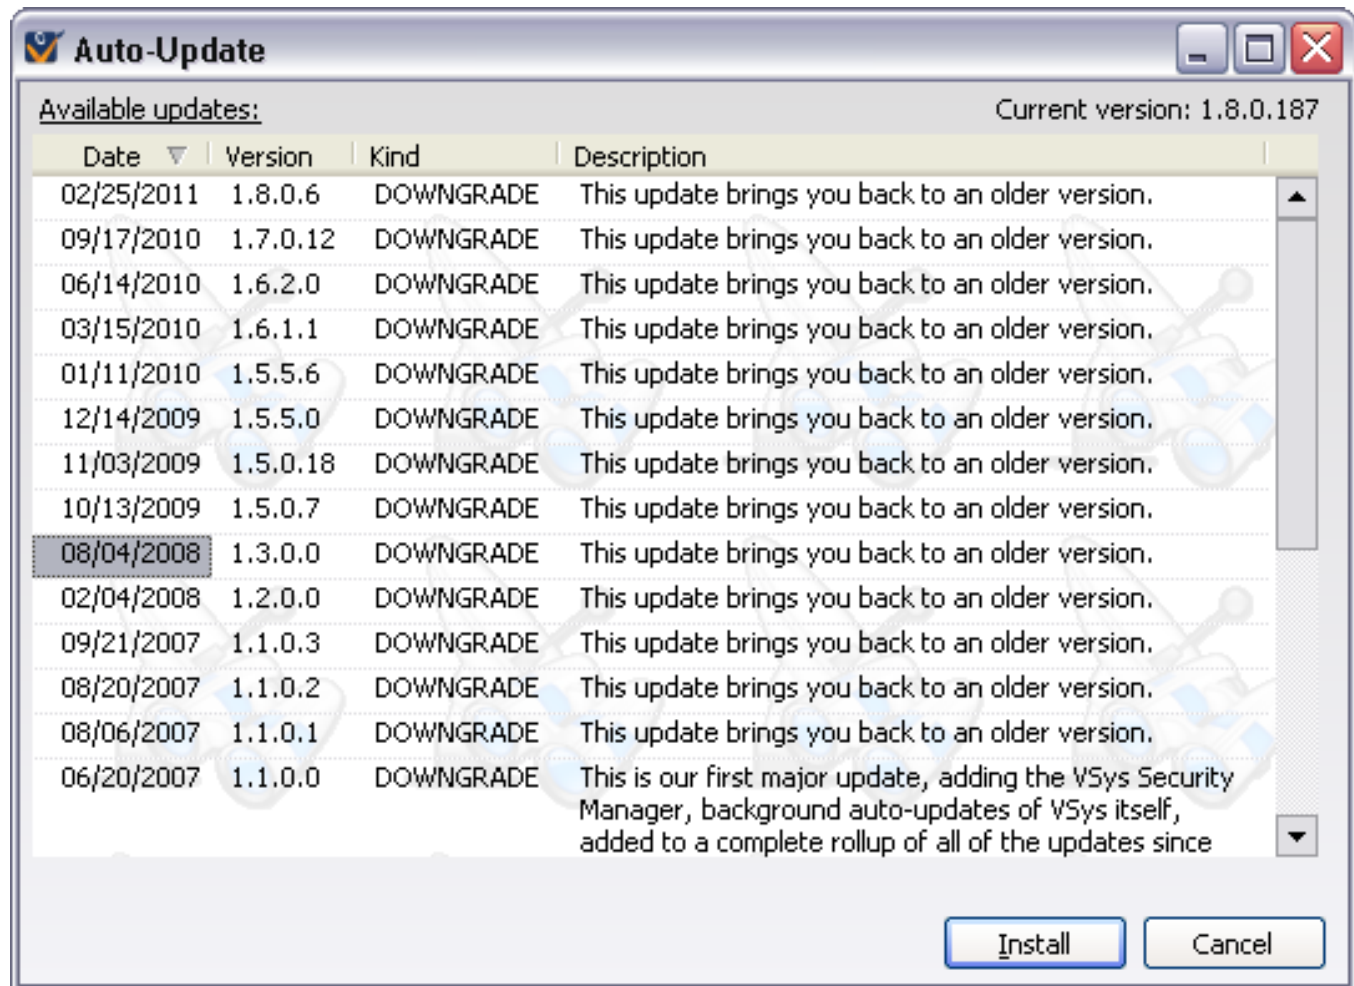 Auto-Update
Available updates: Current version: 1.8.0.187
Date Version Kind Description
02/25/2011 1.8.0.6 DOWNGRADE This update brings you back to an older version.
09/17/2010 1.7.0.12 DOWNGRADE This update brings you back to an older version.
06/14/2010 1.6.2.0 DOWNGRADE This update brings you back to an older version.
03/15/2010 1.6.1.1 DOWNGRADE This update brings you back to an older version.
01/11/2010 1.5.5.6 DOWNGRADE This update brings you back to an older version.
12/14/2009 1.5.5.0 DOWNGRADE This update brings you back to an older version.
11/03/2009 1.5.0.18 DOWNGRADE This update brings you back to an older version.
10/13/2009 1.5.0.7 DOWNGRADE This update brings you back to an older version.
08/04/2008 1.3.0.0 DOWNGRADE This update brings you back to an older version.
02/04/2008 1.2.0.0 DOWNGRADE This update brings you back to an older version.
09/21/2007 1.1.0.3 DOWNGRADE This update brings you back to an older version.
08/20/2007 1.1.0.2 DOWNGRADE This update brings you back to an older version.
08/06/2007 1.1.0.1 DOWNGRADE This update brings you back to an older version.
06/20/2007 1.1.0.0 DOWNGRADE This is our first major update, adding the VSys Security
Manager, background auto-updates of VSys itself,
added to a complete rollup of all of the updates since
Install Cancel